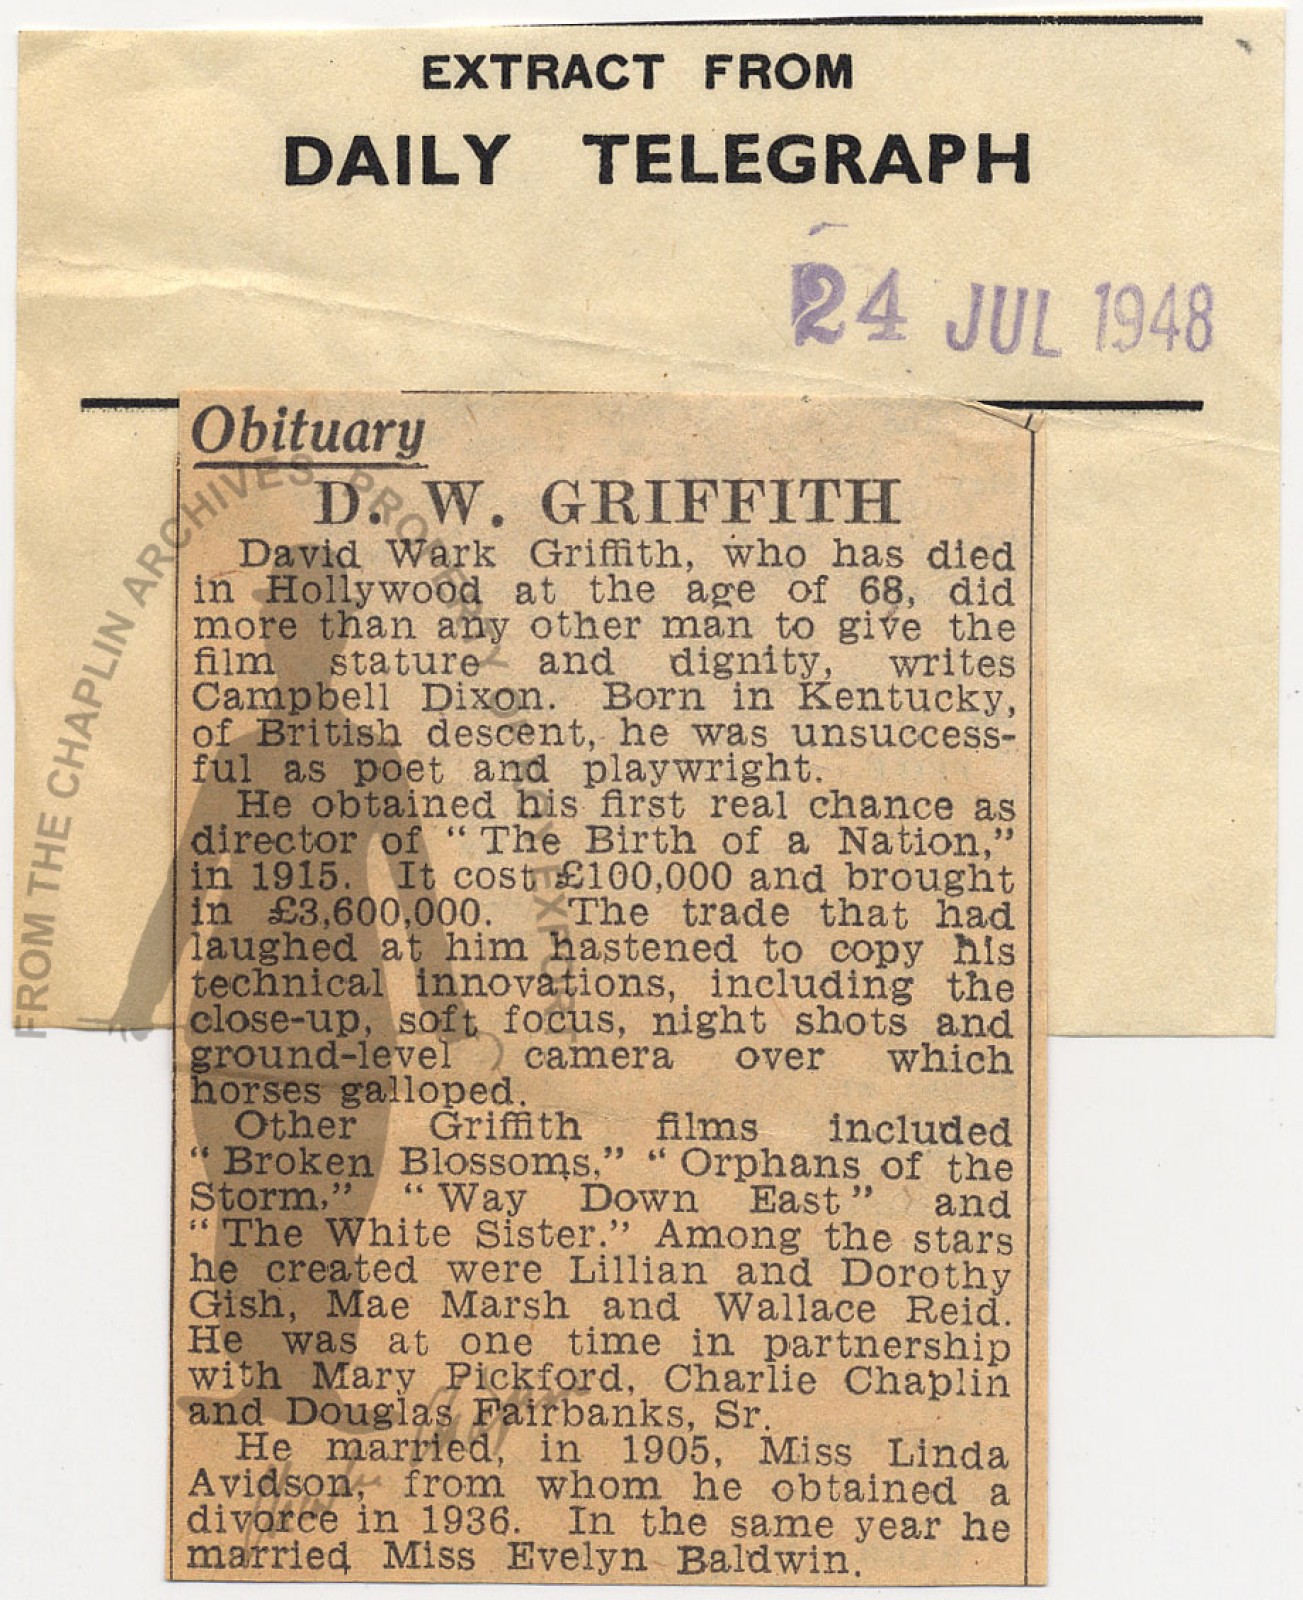 EXTRACT FROM
DAILY TELEGRAPH
24 JUL 1948
Obituary
D. W. GRIFFITH
David Wark Griffith, who has died
in Hollywood at the age of 68, did
more than any other man to give the
film stature and dignity, writes
Campbell Dixon. Born in Kentucky,
of British descent, he was unsuccess-
ful as poet and playwright.
He obtained his first real chance as
director of “The Birth of a Nation,”
in 1915. It cost £100,000 and brought
in £3,600,000. The trade that had
laughed at him hastened to copy his
technical innovations, including the
close-up, soft focus, night shots and
ground-level camera over which
horses galloped.
Other Griffith films included
“Broken Blossoms,” “Orphans of the
Storm,” “Way Down East” and
“The White Sister.” Among the stars
he created were Lillian and Dorothy
Gish, Mae Marsh and Wallace Reid.
He was at one time in partnership
with Mary Pickford, Charlie Chaplin
and Douglas Fairbanks, Sr.
He married, in 1905, Miss Linda
Avidson, from whom he obtained a
divorce in 1936. In the same year he
married Miss Evelyn Baldwin.
FROM THE CHAPLIN ARCHIVES PROPERTY OF ROY EXPORT